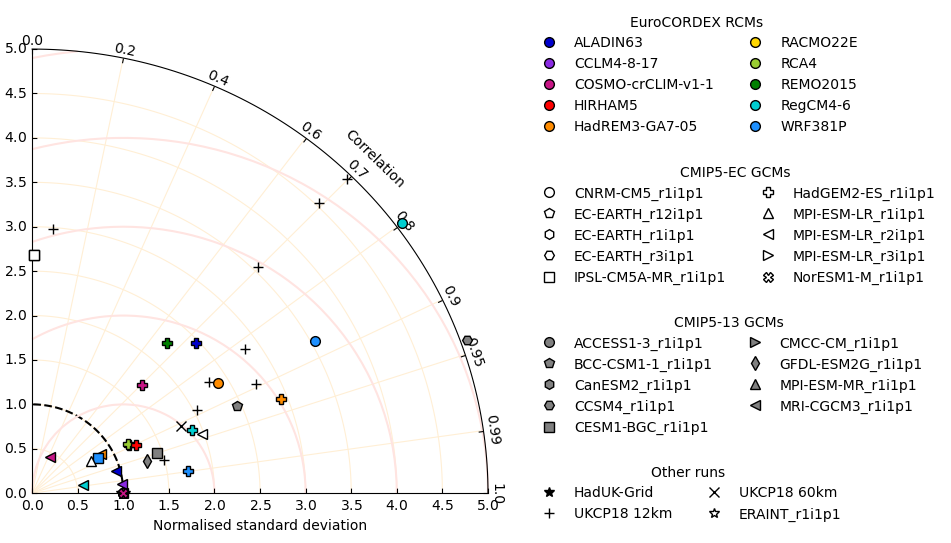 0.0
0.2
0.4
0.6
0.7
0.8
0.9
0.95
0.99
1.0
Correlation
5.0
4.5
4.0
3.5
3.0
2.5
2.0
1.5
1.0
0.5
0.0
0.0 0.5 1.0 1.5 2.0 2.5 3.0 3.5 4.0 4.5 5.0
Normalised standard deviation
EuroCORDEX RCMs
ALADIN63 RACMO22E
CCLM4-8-17 RCA4
COSMO-crCLIM-v1-1 REMO2015
HIRHAM5 RegCM4-6
HadREM3-GA7-05 WRF381P
CMIP5-EC GCMs
CNRM-CM5_r1i1p1 HadGEM2-ES_r1i1p1
EC-EARTH_r12i1p1 MPI-ESM-LR_r1i1p1
EC-EARTH_r1i1p1 MPI-ESM-LR_r2i1p1
EC-EARTH_r3i1p1 MPI-ESM-LR_r3i1p1
IPSL-CM5A-MR_r1i1p1 NorESM1-M_r1i1p1
CMIP5-13 GCMs
ACCESS1-3_r1i1p1 CMCC-CM_r1i1p1
BCC-CSM1-1_r1i1p1 GFDL-ESM2G_r1i1p1
CanESM2_r1i1p1 MPI-ESM-MR_r1i1p1
CCSM4_r1i1p1 MRI-CGCM3_r1i1p1
CESM1-BGC_r1i1p1
Other runs
HadUK-Grid UKCP18 60km
UKCP18 12km ERAINT_r1i1p1